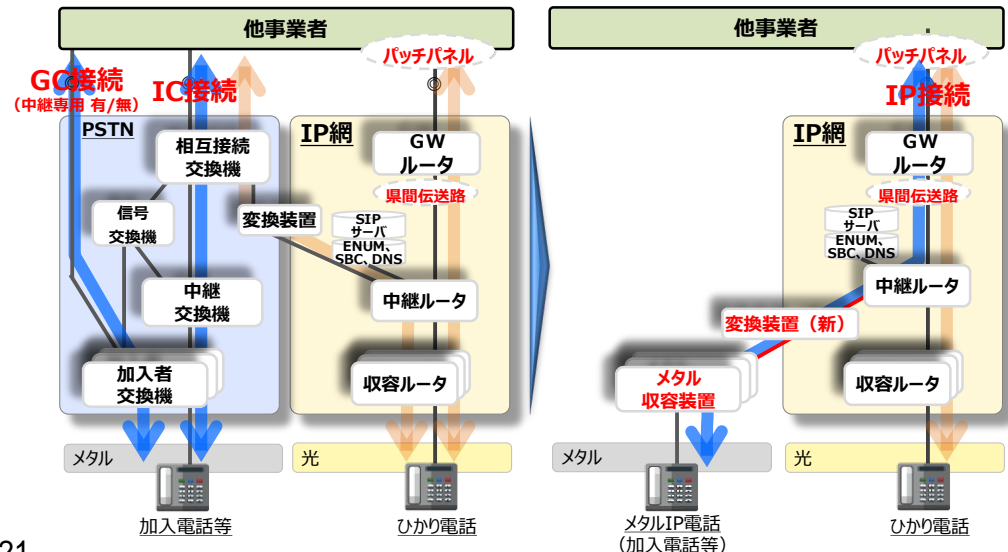 他事業者
パッチパネル
GC接続
(中継専用 有/無)
IC接続
PSTN
相互接続
交換機
信号
交換機
中継
交換機
加入者
交換機
IP網
GW
ルータ
県間伝送路
変換装置
SIP
サーバ
ENUM、
SBC、DNS
中継ルータ
収容ルータ
メタル
光
加入電話等
ひかり電話
他事業者
パッチパネル
IP接続
IP網
GW
ルータ
県間伝送路
SIP
サーバ
ENUM、
SBC、DNS
中継ルータ
変換装置（新）
メタル
収容装置
収容ルータ
メタル
光
メタルIP電話
（加入電話等）
ひかり電話
21